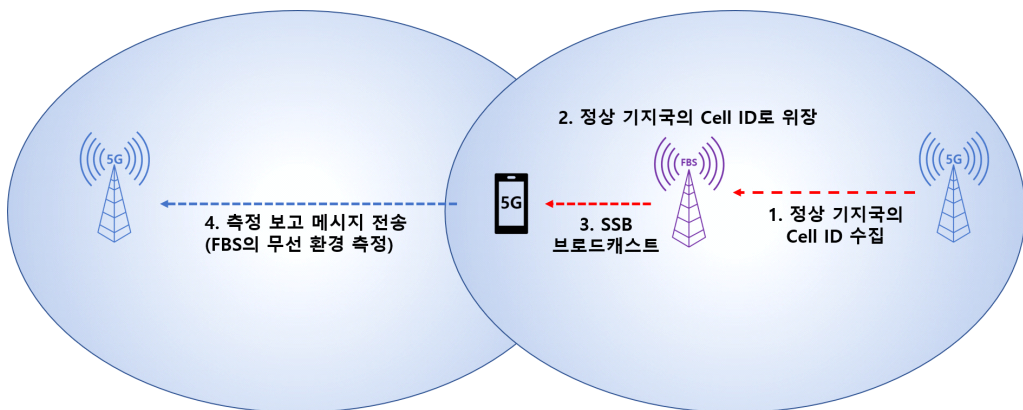 2. 정상 기지국의 Cell ID로 위장
5G
FBS
5G
5G
1. 정상 기지국의
Cell ID 수집
3. SSB
브로드캐스트
4. 측정 보고 메시지 전송
(FBS의 무선 환경 측정)